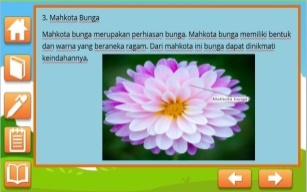 3. Mahkota Bunga
Mahkota bunga merupakan perhiasan bunga. Mahkota bunga memiliki bentuk
dan warna yang beraneka ragam. Dari mahkota ini bunga dapat dinikmati
keindahannya.
Mahkota bunga